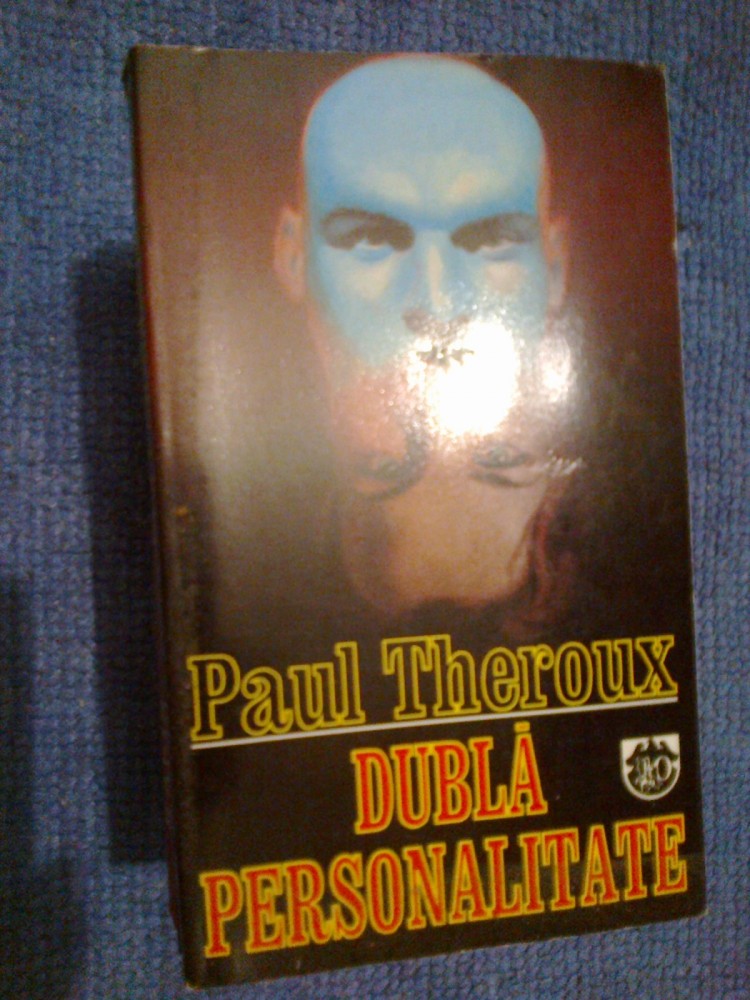 Paul Theroux
DUBLĂ
PERSONALITATE